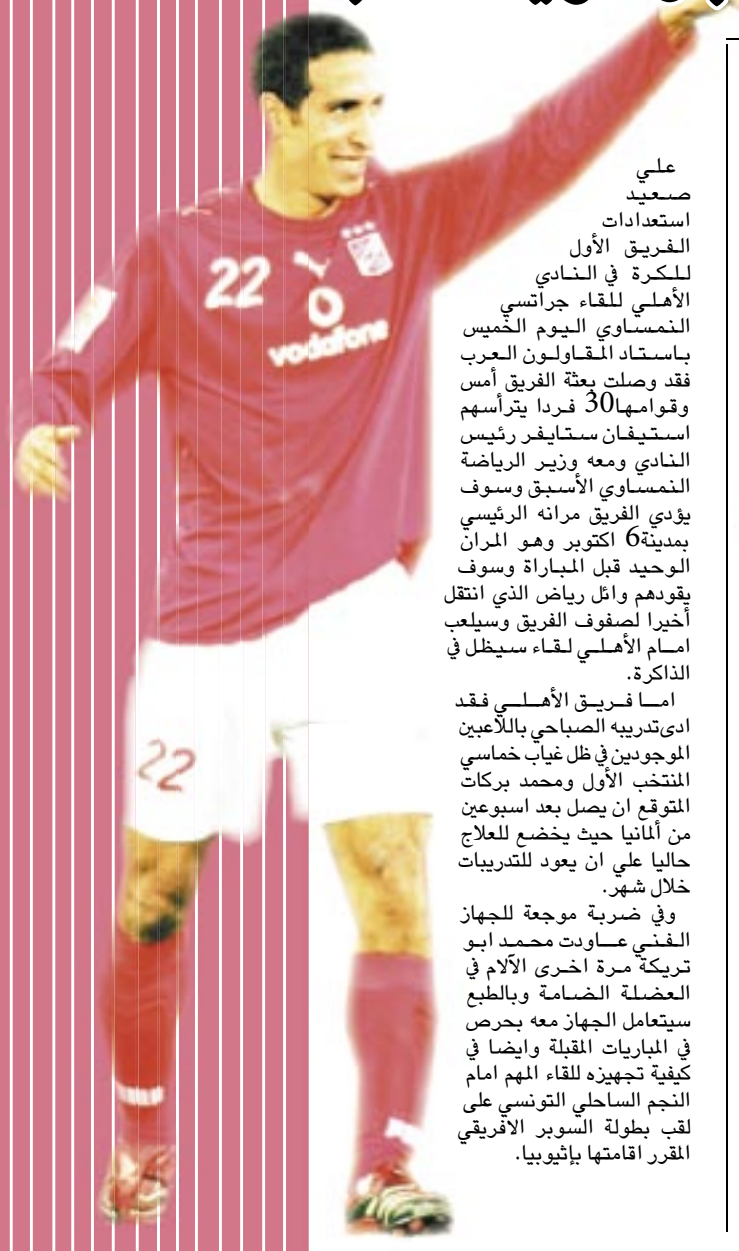 علي
صعيد
استعدادات
الفريق الأول
للكرة في النادي
الأهلي للقاء جراتسي
النمساوي اليوم الخميس
باستاد المقاولون العرب
فقد وصلت بعثة الفريق أمس
وقوامها30 فردا يترأسهم
استيفان ستايفر رئيس
النادي ومعه وزير الرياضة
النمساوي الأسبق وسوف
يؤدي الفريق مرانه الرئيسي
بمدينة6 اكتوبر وهو المران
الوحيد قبل المباراة وسوف
يقودهم وائل رياض الذي انتقل
أخيرا لصفوف الفريق وسيلعب
امام الأهلي لقاء سيظل في
الذاكرة.
اما فريق الأهلي فقد
ادىتدريبه الصباحي باللاعبين
الموجودين في ظل غياب خماسي
المنتخب الأول ومحمد بركات
المتوقع ان يصل بعد اسبوعين
من ألمانيا حيث يخضع للعلاج
حاليا علي ان يعود للتدريبات
خلال شهر.
وفي ضربة موجعة للجهاز
الفني عاودت محمد ابو
تريكة مرة اخرى الآلام في
العضلة الضامة وبالطبع
سيتعامل الجهاز معه بحرص
في المباريات المقبلة وايضا في
كيفية تجهيزه للقاء المهم امام
النجم الساحلي التونسي على
لقب بطولة السوبر الافريقي
المقرر اقامتها بإثيوبيا.
22
vodafone
22